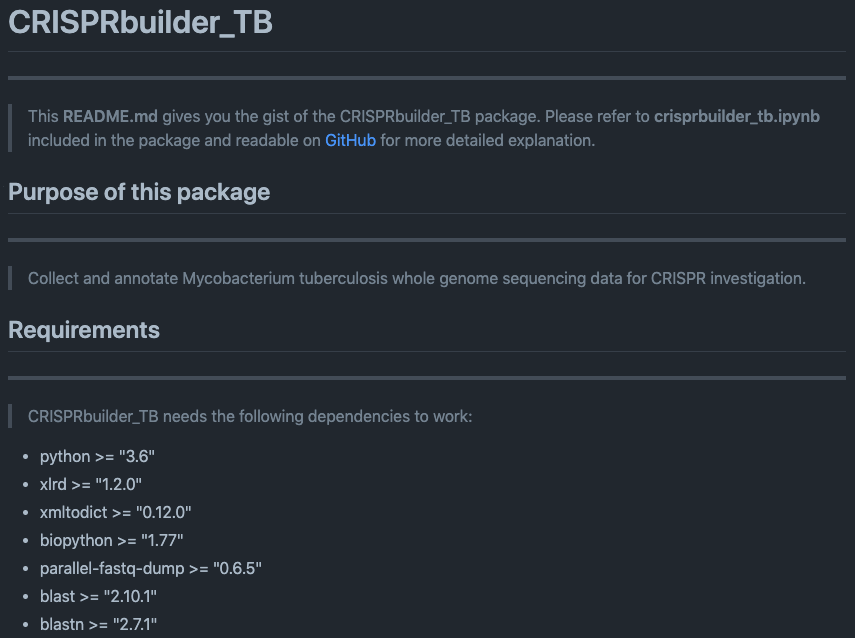 CRISPRbuilder_TB
This README.md gives you the gist of the CRISPRbuilder_TB package. Please refer to crisprbuilder_tb.ipynb
included in the package and readable on GitHub for more detailed explanation.
Purpose of this package
Collect and annotate Mycobacterium tuberculosis whole genome sequencing data for CRISPR investigation.
Requirements
CRISPRbuilder_TB needs the following dependencies to work:
• python >= "3.6"
• xlrd >= "1.2.0"
• xmltodict >= "0.12.0"
• biopython >= "1.77"
• parallel-fastq-dump >= "0.6.5"
• blast >= "2.10.1"
• blastn >= "2.7.1"